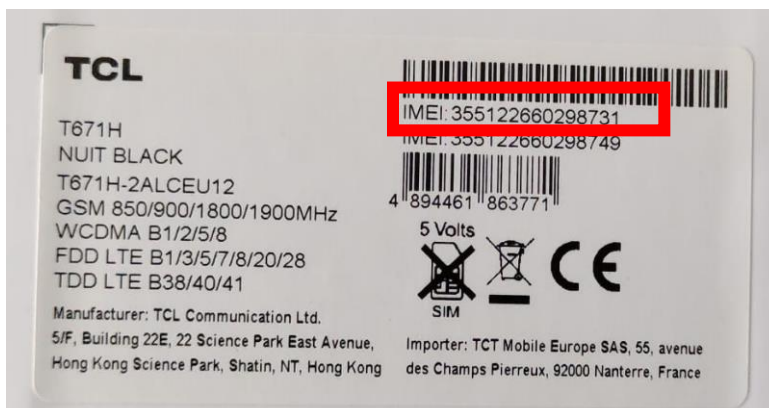 TCL
T671H
NUIT BLACK
T671H-2ALCEU12
GSM 850/900/1800/1900MHz
WCDMA B1/2/5/8
FDD LTE B1/3/5/7/8/20/28
TDD LTE B38/40/41
Manufacturer: TCL Communication Ltd.
5/F, Building 22E, 22 Science Park East Avenue,
Hong Kong Science Park, Shatin, NT, Hong Kong
IMEI: 355122660298731
IMEI: 355122660298749
4 894461 863771
5 Volts
SIM
CE
Importer: TCT Mobile Europe SAS, 55, avenue
des Champs Pierreux, 92000 Nanterre, France